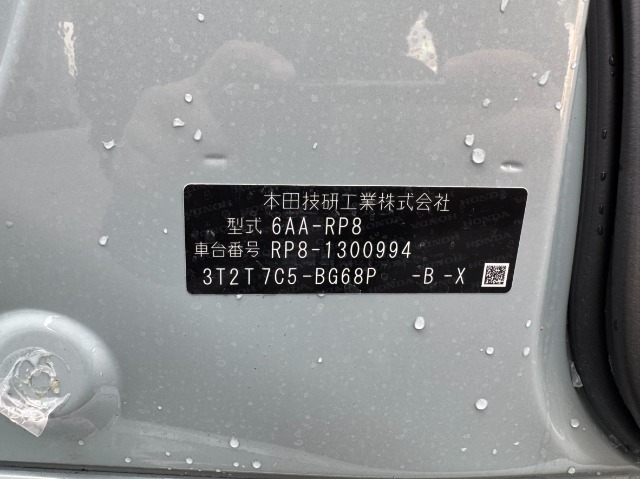 本田技研工業株式会社
型式 6AA-RP8
車台番号 RP8-1300994
3T2T7C5-BG68P -B-X